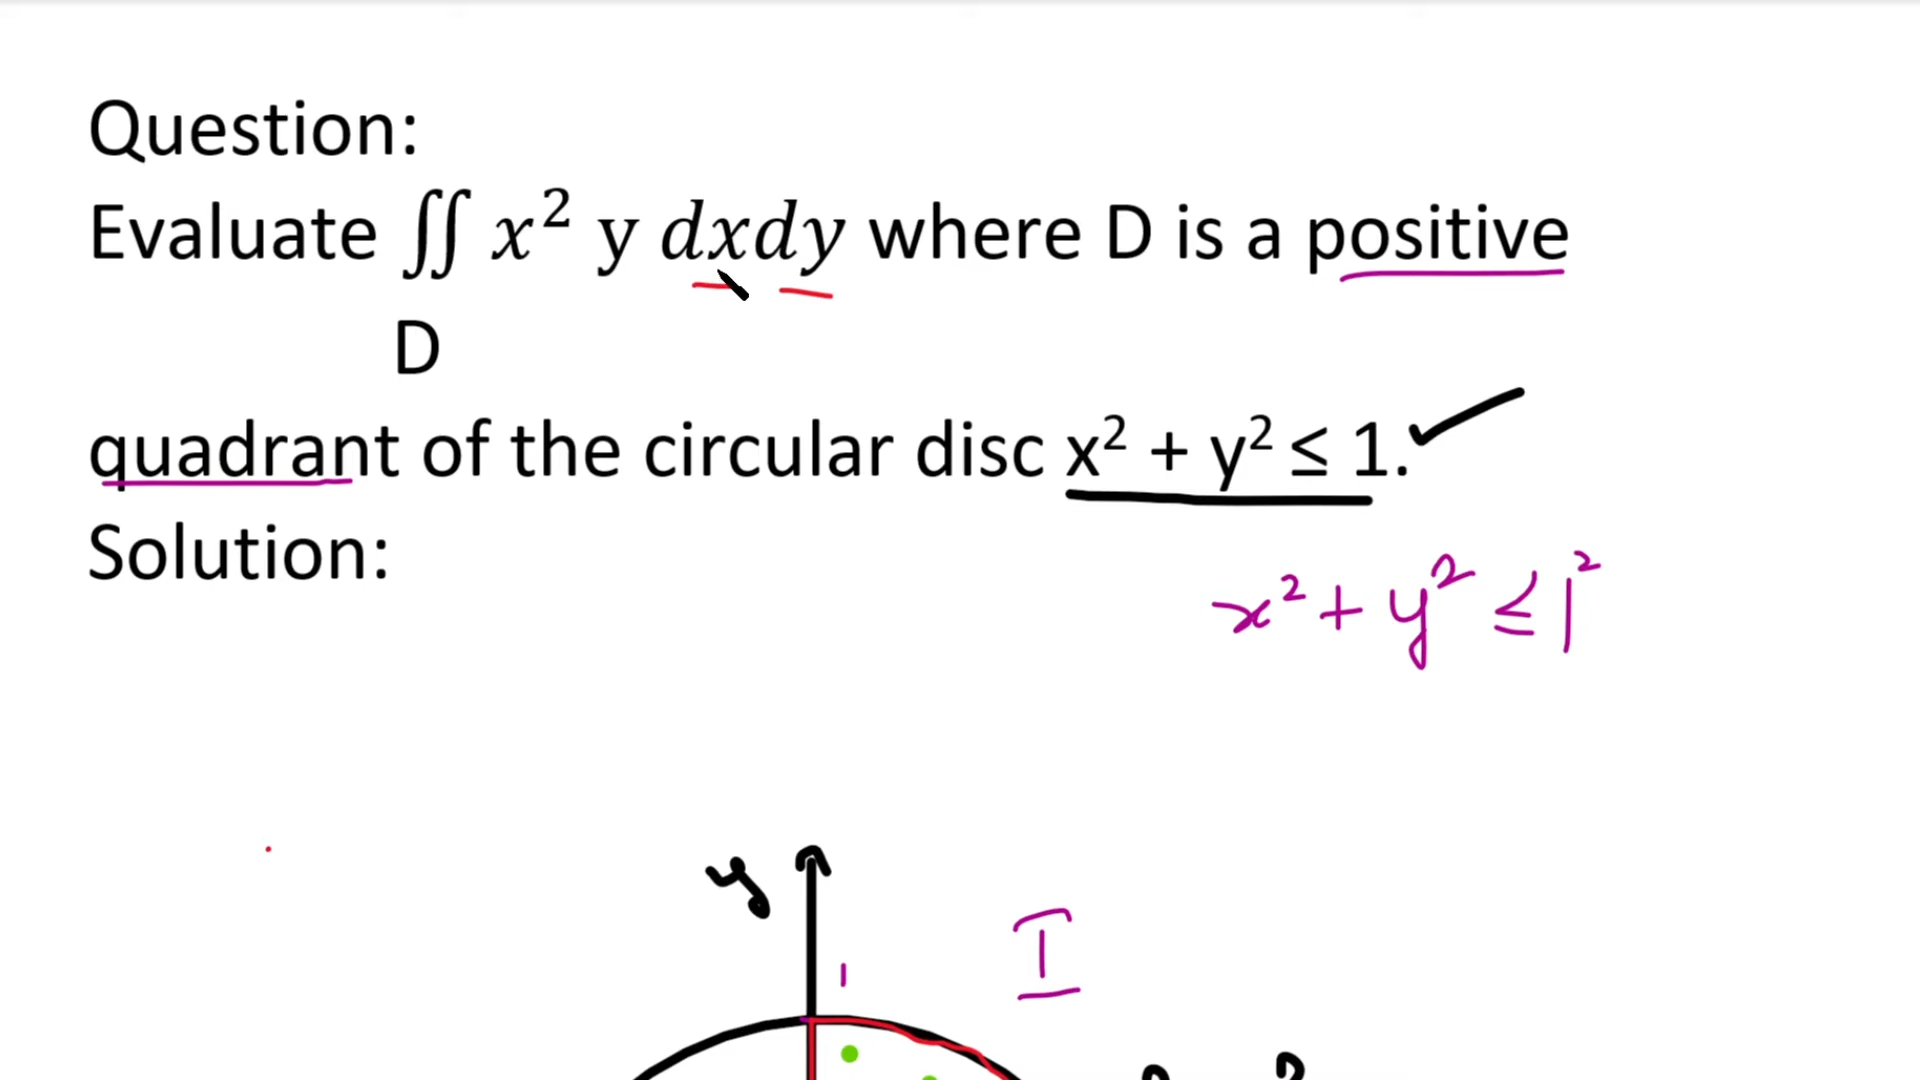 Question:
Evaluate ∬ x² y dxdy where D is a positive
D
quadrant of the circular disc x² + y² ≤ 1.
Solution:
x² + y² ≤ 1²
y
I
1